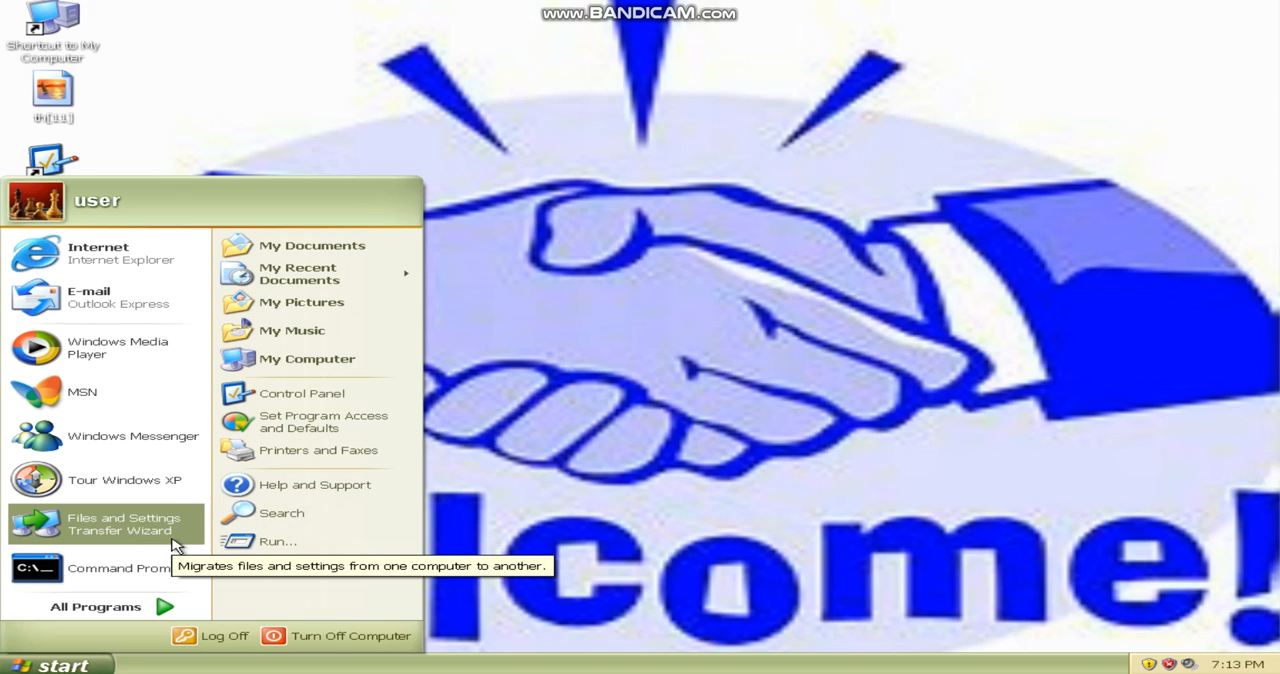 www.BANDICAM.com
Shortcut to My
Computer
th[11]
user
Internet
Internet Explorer
E-mail
Outlook Express
Windows Media
Player
MSN
Windows Messenger
Tour Windows XP
Files and Settings
Transfer Wizard
C:\_
Command Prom
All Programs
My Documents
My Recent
Documents
My Pictures
My Music
My Computer
Control Panel
Set Program Access
and Defaults
Printers and Faxes
Help and Support
Search
Run...
Migrates files and settings from one computer to another.
Log Off
Turn Off Computer
lcome!
start
7:13 PM